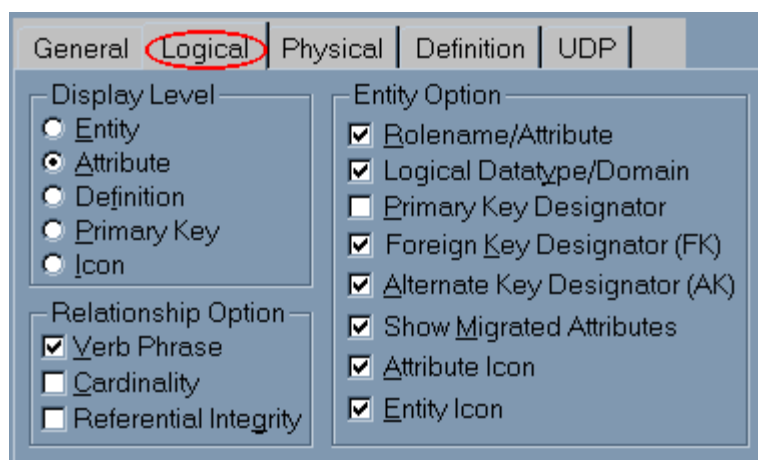 General Logical Physical Definition UDP
Display Level
Entity
Attribute
Definition
Primary Key
Icon
Relationship Option
Verb Phrase
Cardinality
Referential Integrity
Entity Option
Rolename/Attribute
Logical Datatype/Domain
Primary Key Designator
Foreign Key Designator (FK)
Alternate Key Designator (AK)
Show Migrated Attributes
Attribute Icon
Entity Icon